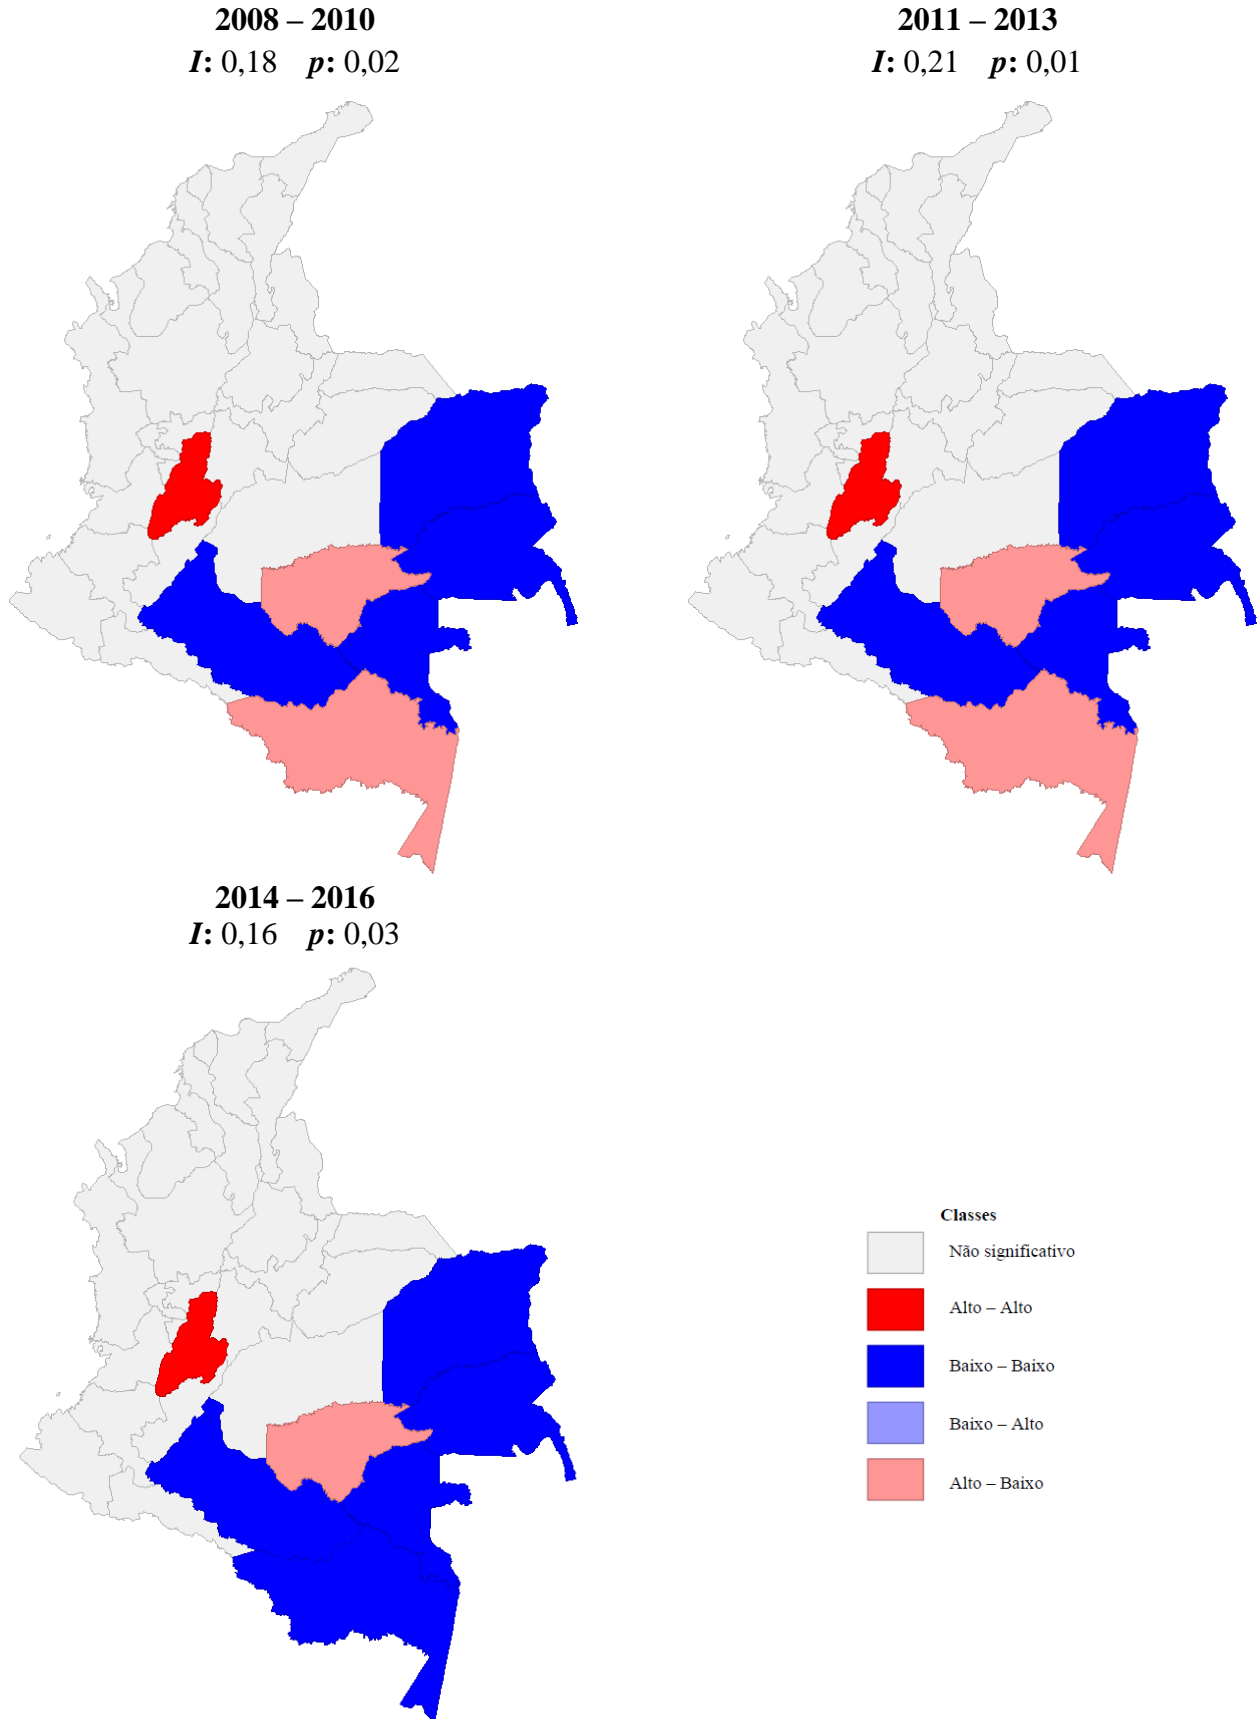 2008 – 2010
I: 0,18 p: 0,02
2011 – 2013
I: 0,21 p: 0,01
2014 – 2016
I: 0,16 p: 0,03
Classes
Não significativo
Alto – Alto
Baixo – Baixo
Baixo – Alto
Alto – Baixo